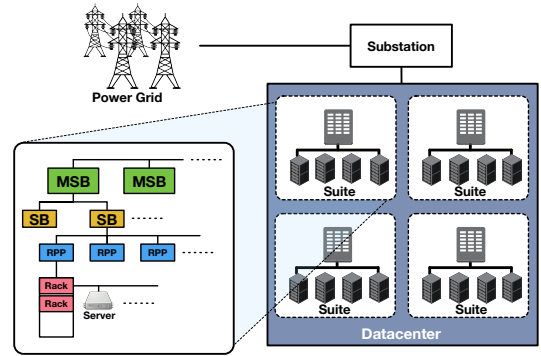 Substation
Power Grid
Suite
Suite
MSB
MSB
SB
SB
RPP
RPP
RPP
Rack
Rack
Server
Suite
Suite
Datacenter